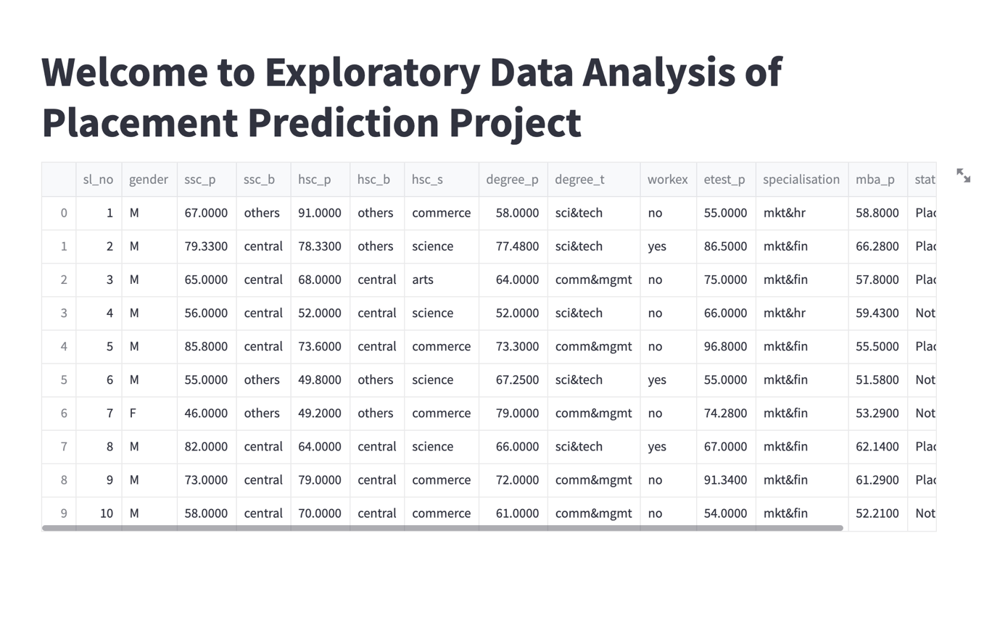 Welcome to Exploratory Data Analysis of
Placement Prediction Project
sl_no gender ssc_p ssc_b hsc_p hsc_b hsc_s degree_p degree_t workex etest_p specialisation mba_p stat
0 1 M 67.0000 others 91.0000 others commerce 58.0000 sci&tech no 55.0000 mkt&hr 58.8000 Plac
1 2 M 79.3300 central 78.3300 others science 77.4800 sci&tech yes 86.5000 mkt&fin 66.2800 Plac
2 3 M 65.0000 central 68.0000 central arts 64.0000 comm&mgmt no 75.0000 mkt&fin 57.8000 Plac
3 4 M 56.0000 central 52.0000 central science 52.0000 sci&tech no 66.0000 mkt&hr 59.4300 Not
4 5 M 85.8000 central 73.6000 central commerce 73.3000 comm&mgmt no 96.8000 mkt&fin 55.5000 Plac
5 6 M 55.0000 others 49.8000 others science 67.2500 sci&tech yes 55.0000 mkt&fin 51.5800 Not
6 7 F 46.0000 others 49.2000 others commerce 79.0000 comm&mgmt no 74.2800 mkt&fin 53.2900 Not
7 8 M 82.0000 central 64.0000 central science 66.0000 sci&tech yes 67.0000 mkt&fin 62.1400 Plac
8 9 M 73.0000 central 79.0000 central commerce 72.0000 comm&mgmt no 91.3400 mkt&fin 61.2900 Plac
9 10 M 58.0000 central 70.0000 central commerce 61.0000 comm&mgmt no 54.0000 mkt&fin 52.2100 Not